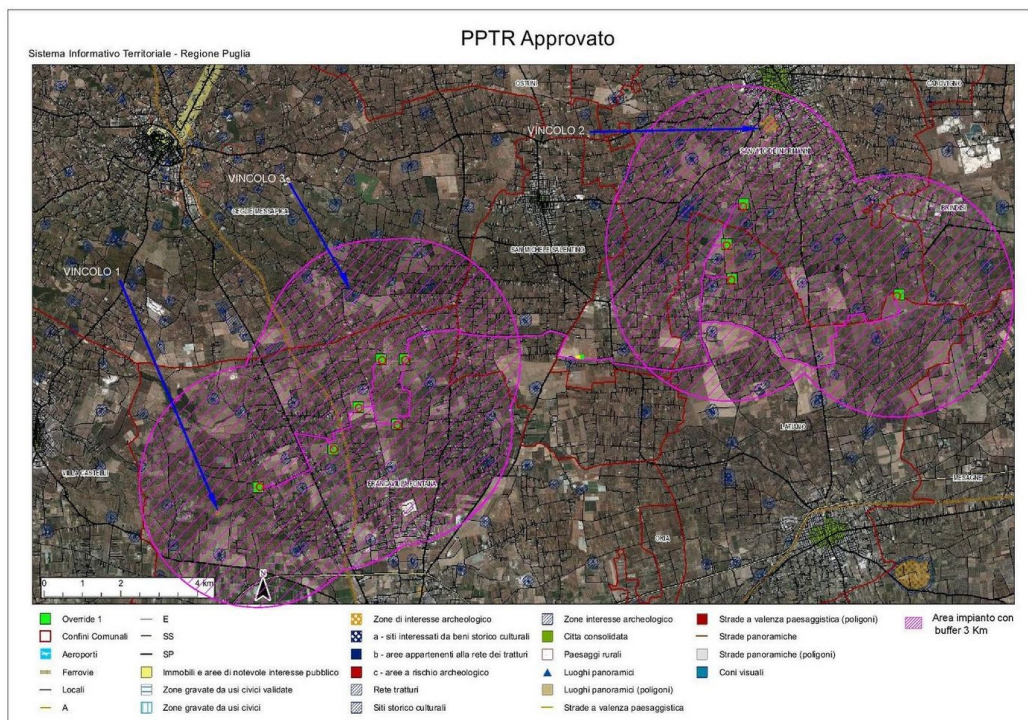 PPTR Approvato
Sistema Informativo Territoriale - Regione Puglia
OSTUNI
CAROVIGNO
VINCOLO 2
SAN VITO DEI NORMANNI
VINCOLO 3
CEGLIE MESSAPICA
BRINDISI
SAN MICHELE SALENTINO
VINCOLO 1
LATIANO
VILLA CASTELLI
FRANCAVILLA FONTANA
MESAGNE
ORIA
0 1 2 4 km
N
Override 1
Confini Comunali
Aeroporti
Ferrovie
Locali
A
E
SS
SP
Immobili e aree di notevole interesse pubblico
Zone gravate da usi civici validate
Zone gravate da usi civici
Zone di interesse archeologico
a - siti interessati da beni storico culturali
b - aree appartenenti alla rete dei tratturi
c - aree a rischio archeologico
Rete tratturi
Siti storico culturali
Zone interesse archeologico
Citta consolidata
Paesaggi rurali
Luoghi panoramici
Luoghi panoramici (poligoni)
Strade a valenza paesaggistica
Strade a valenza paesaggistica (poligoni)
Strade panoramiche
Strade panoramiche (poligoni)
Coni visuali
Area impianto con
buffer 3 Km